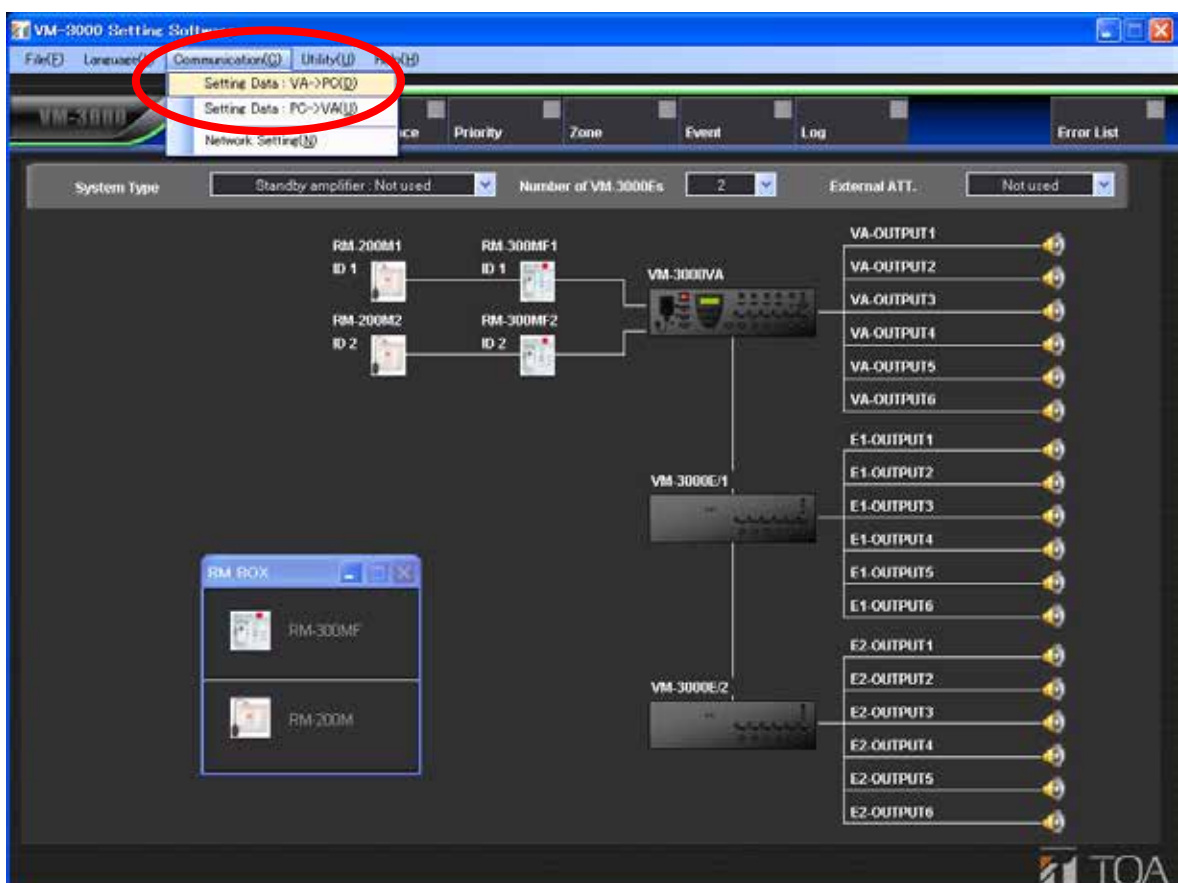 VM-3000 Setting
File(F) Communication(C) Utility(U)
Setting Data : VA->PC(D)
Setting Data : PC->VA(U)
Network Setting(N)
VM-3000
Priority Zone Event Log Error List
System Type Standby amplifier : Not used Number of VM-3000Es 2 External ATT. Not used
RM-200M1 RM-300MF1
ID 1 ID 1
RM-200M2 RM-300MF2
ID 2 ID 2
VM-3000VA
VA-OUTPUT1
VA-OUTPUT2
VA-OUTPUT3
VA-OUTPUT4
VA-OUTPUT5
VA-OUTPUT6
VM-3000E/1
E1-OUTPUT1
E1-OUTPUT2
E1-OUTPUT3
E1-OUTPUT4
E1-OUTPUT5
E1-OUTPUT6
RM BOX
RM-300MF
RM-200M
VM-3000E/2
E2-OUTPUT1
E2-OUTPUT2
E2-OUTPUT3
E2-OUTPUT4
E2-OUTPUT5
E2-OUTPUT6
TOA